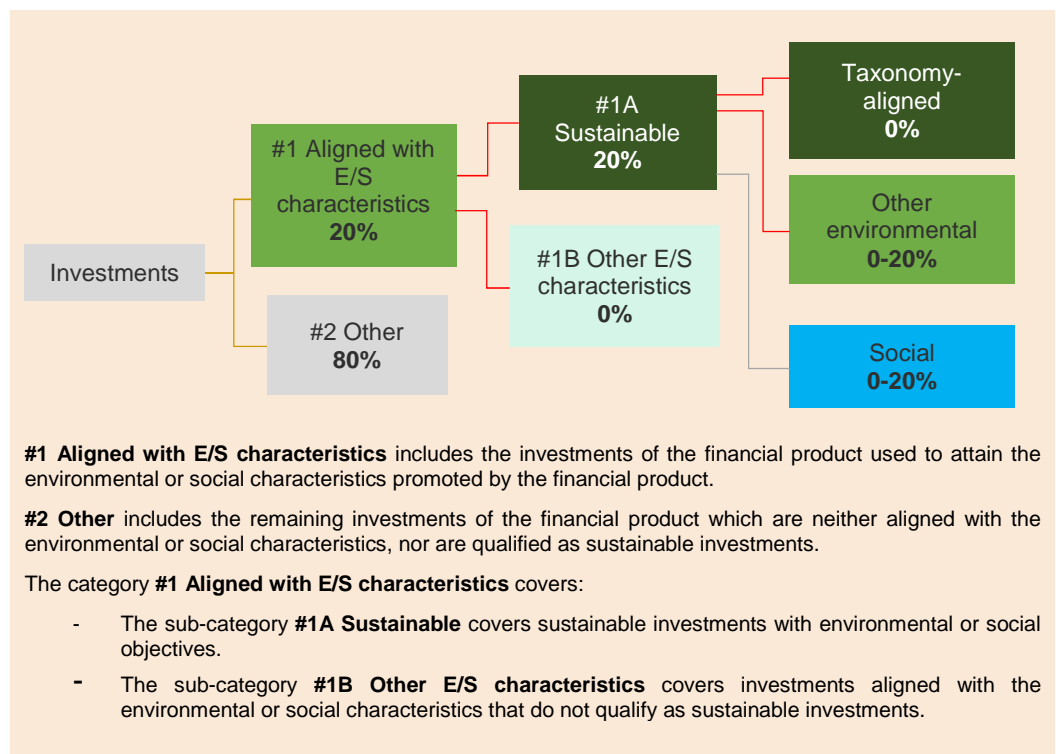 Investments
#1 Aligned with
E/S
characteristics
20%
#2 Other
80%
#1A
Sustainable
20%
#1B Other E/S
characteristics
0%
Taxonomy-
aligned
0%
Other
environmental
0-20%
Social
0-20%
#1 Aligned with E/S characteristics includes the investments of the financial product used to attain the
environmental or social characteristics promoted by the financial product.
#2 Other includes the remaining investments of the financial product which are neither aligned with the
environmental or social characteristics, nor are qualified as sustainable investments.
The category #1 Aligned with E/S characteristics covers:
- The sub-category #1A Sustainable covers sustainable investments with environmental or social
objectives.
- The sub-category #1B Other E/S characteristics covers investments aligned with the
environmental or social characteristics that do not qualify as sustainable investments.